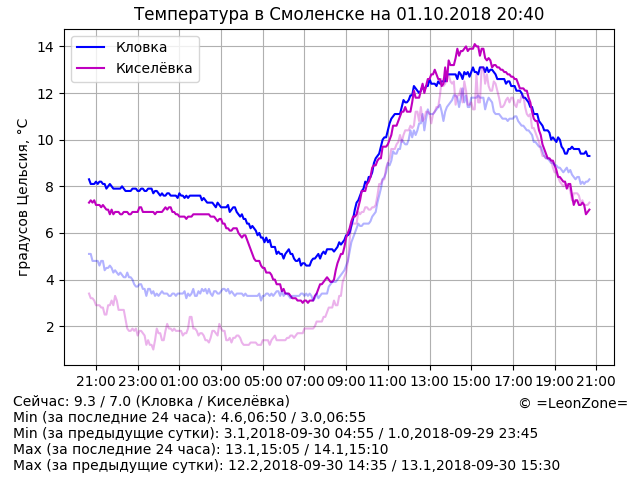 Температура в Смоленске на 01.10.2018 20:40
градусов Цельсия, °C
14
12
10
8
6
4
2
Кловка
Киселёвка
21:00 23:00 01:00 03:00 05:00 07:00 09:00 11:00 13:00 15:00 17:00 19:00 21:00
Сейчас: 9.3 / 7.0 (Кловка / Киселёвка)
© =LeonZone=
Min (за последние 24 часа): 4.6,06:50 / 3.0,06:55
Min (за предыдущие сутки): 3.1,2018-09-30 04:55 / 1.0,2018-09-29 23:45
Max (за последние 24 часа): 13.1,15:05 / 14.1,15:10
Max (за предыдущие сутки): 12.2,2018-09-30 14:35 / 13.1,2018-09-30 15:30